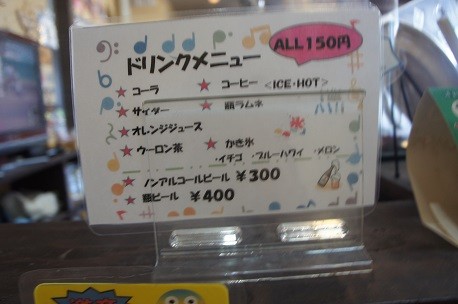 ドリンクメニュー
ALL150円
★ コーラ ★ コーヒー <ICE・HOT>
★ サイダー ★ 瓶ラムネ
★ オレンジジュース
★ ウーロン茶 ★ かき氷
・イチゴ ・ブルーハワイ ・メロン
★ ノンアルコールビール ¥300
★ 瓶ビール ¥400